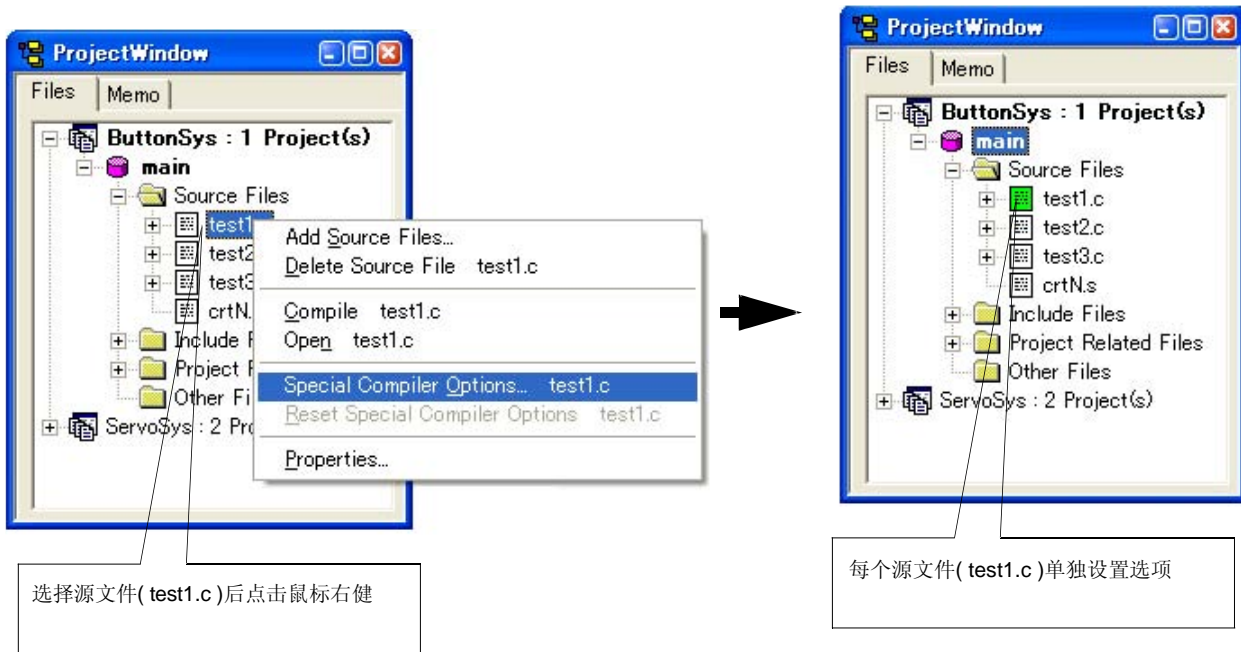 ProjectWindow
Files Memo
ButtonSys : 1 Project(s)
main
Source Files
test1
test2
test3
crtN.
Include F
Project F
Other Fi
ServoSys : 2 Pro
Add Source Files...
Delete Source File test1.c
Compile test1.c
Open test1.c
Special Compiler Options... test1.c
Reset Special Compiler Options test1.c
Properties...
选择源文件( test1.c )后点击鼠标右健
ProjectWindow
Files Memo
ButtonSys : 1 Project(s)
main
Source Files
test1.c
test2.c
test3.c
crtN.s
Include Files
Project Related Files
Other Files
ServoSys : 2 Project(s)
每个源文件( test1.c )单独设置选项